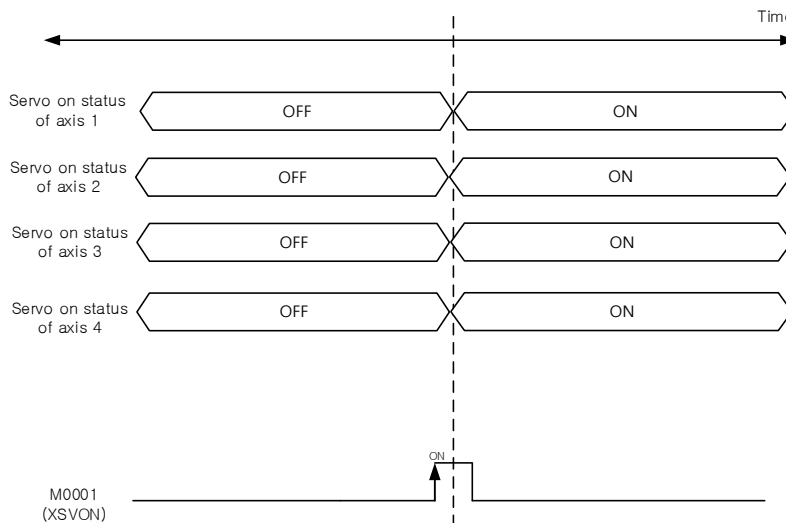 Time
Servo on status
of axis 1
OFF
ON
Servo on status
of axis 2
OFF
ON
Servo on status
of axis 3
OFF
ON
Servo on status
of axis 4
OFF
ON
ON
M0001
(XSVON)